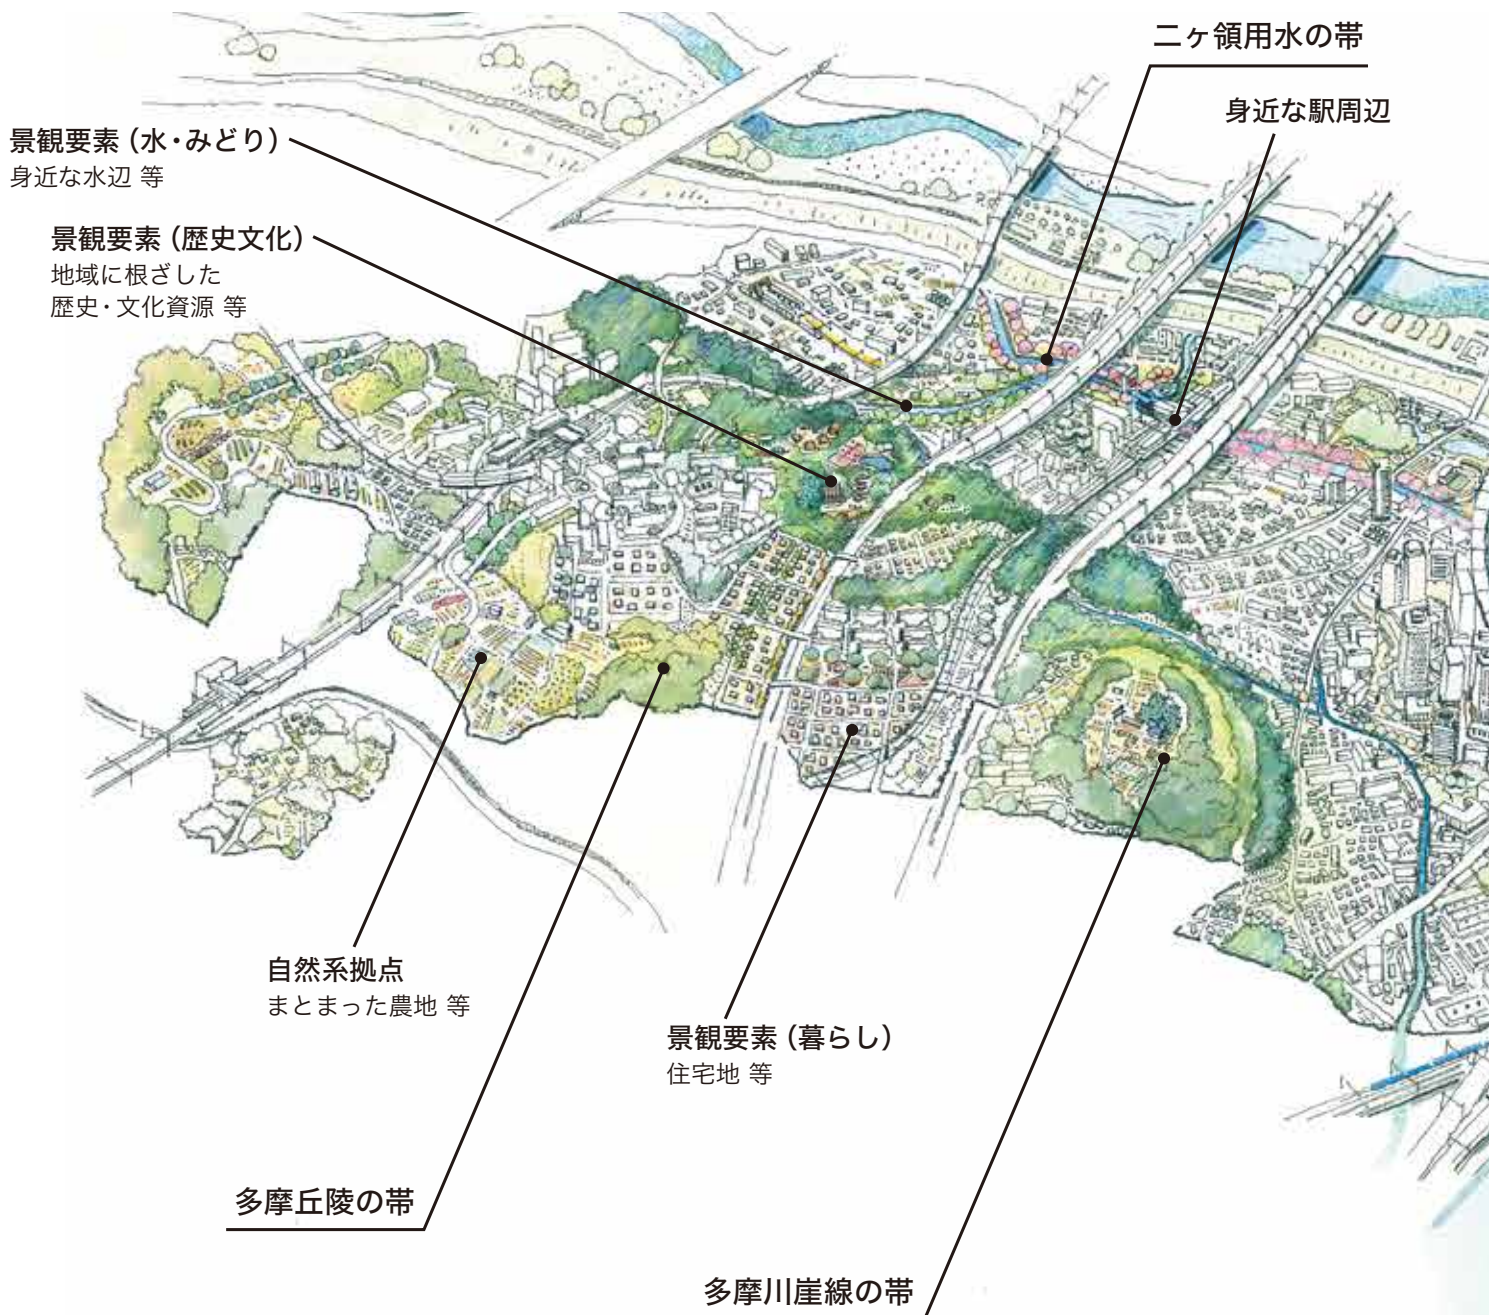 二ヶ領用水の帯
身近な駅周辺
景観要素（水・みどり）
身近な水辺 等
景観要素（歴史文化）
地域に根ざした
歴史・文化資源 等
自然系拠点
まとまった農地 等
景観要素（暮らし）
住宅地 等
多摩丘陵の帯
多摩川崖線の帯